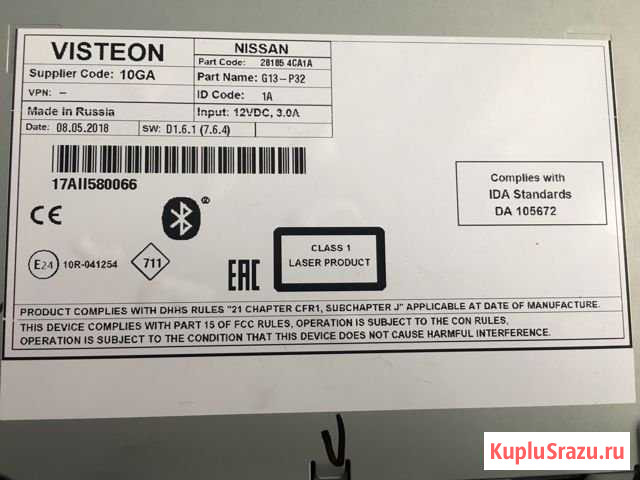 VISTEON
Supplier Code: 10GA
VPN: –
Made in Russia
Date: 08.05.2018
SW: D1.6.1 (7.6.4)
NISSAN
Part Code: 28185 4CA1A
Part Name: G13-P32
ID Code: 1A
Input: 12VDC, 3.0A
17AII580066
Complies with
IDA Standards
DA 105672
CE
E24 10R-041254
711
EAC
CLASS 1
LASER PRODUCT
PRODUCT COMPLIES WITH DHHS RULES "21 CHAPTER CFR1, SUBCHAPTER J" APPLICABLE AT DATE OF MANUFACTURE.
THIS DEVICE COMPLIES WITH PART 15 OF FCC RULES, OPERATION IS SUBJECT TO THE CON RULES,
OPERATION IS SUBJECT TO THE CONDITION THAT THIS DEVICE DOES NOT CAUSE HARMFUL INTERFERENCE.
KupluSrazu.ru